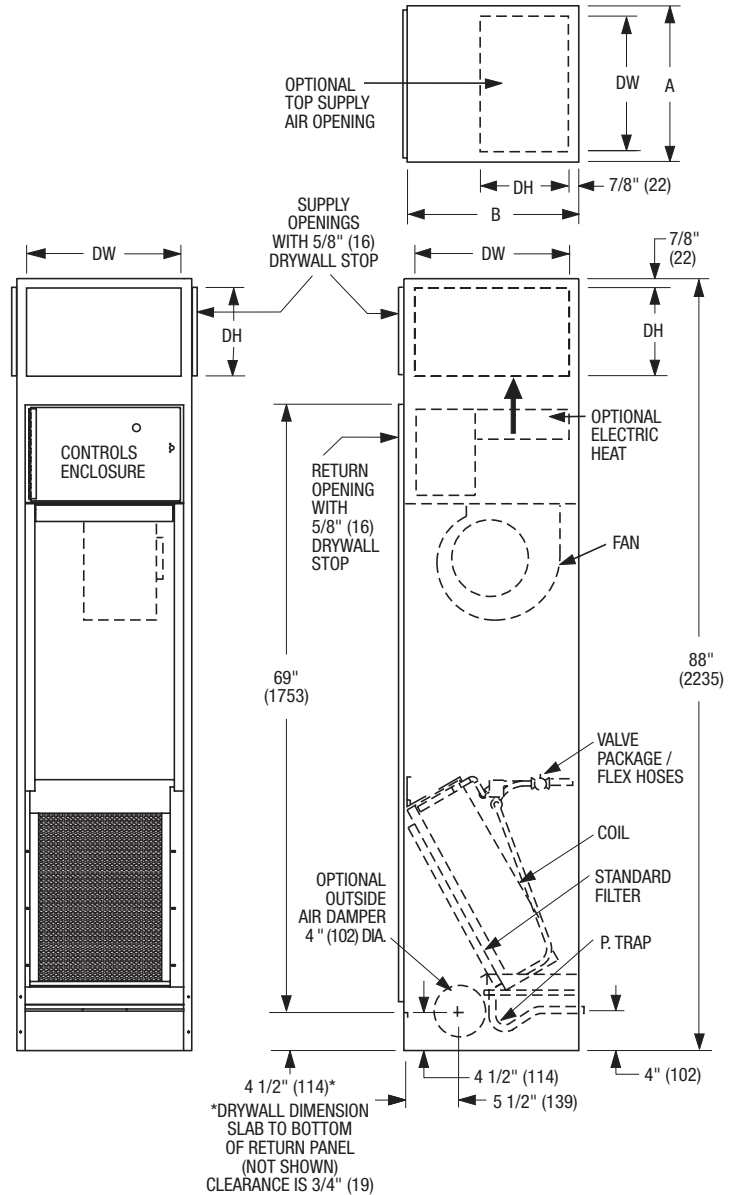 OPTIONAL
TOP SUPPLY
AIR OPENING
DW
A
DH
7/8" (22)
B
SUPPLY
OPENINGS
WITH 5/8" (16)
DRYWALL STOP
DW
DH
DW
7/8"
(22)
DH
CONTROLS
ENCLOSURE
OPTIONAL
ELECTRIC
HEAT
RETURN
OPENING
WITH
5/8" (16)
DRYWALL
STOP
FAN
69"
(1753)
88"
(2235)
VALVE
PACKAGE /
FLEX HOSES
COIL
STANDARD
FILTER
P. TRAP
OPTIONAL
OUTSIDE
AIR DAMPER
4" (102) DIA.
4 1/2" (114)*
*DRYWALL DIMENSION
SLAB TO BOTTOM
OF RETURN PANEL
(NOT SHOWN)
CLEARANCE IS 3/4" (19)
4 1/2" (114)
5 1/2" (139)
4" (102)